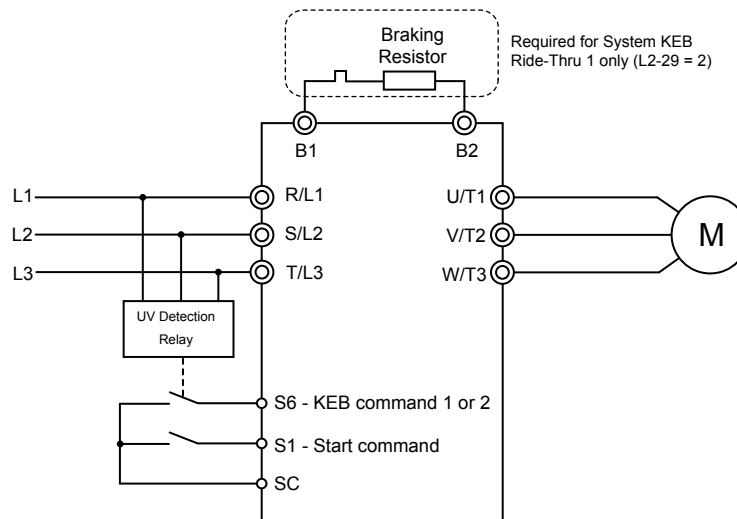 Braking
Resistor
Required for System KEB
Ride-Thru 1 only (L2-29 = 2)
B1
B2
L1
R/L1
U/T1
L2
S/L2
V/T2
M
L3
T/L3
W/T3
UV Detection
Relay
S6 - KEB command 1 or 2
S1 - Start command
SC